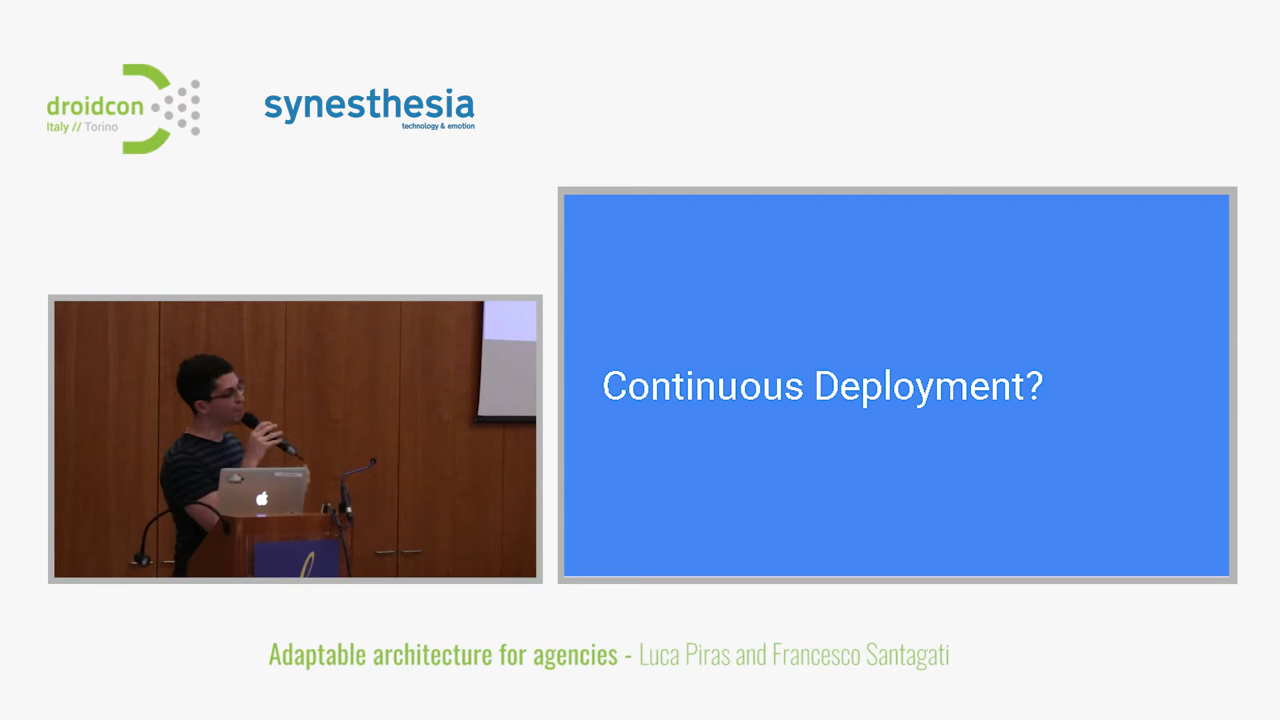 droidcon
Italy // Torino
synesthesia
technology & emotion
Continuous Deployment?
Adaptable architecture for agencies - Luca Piras and Francesco Santagati